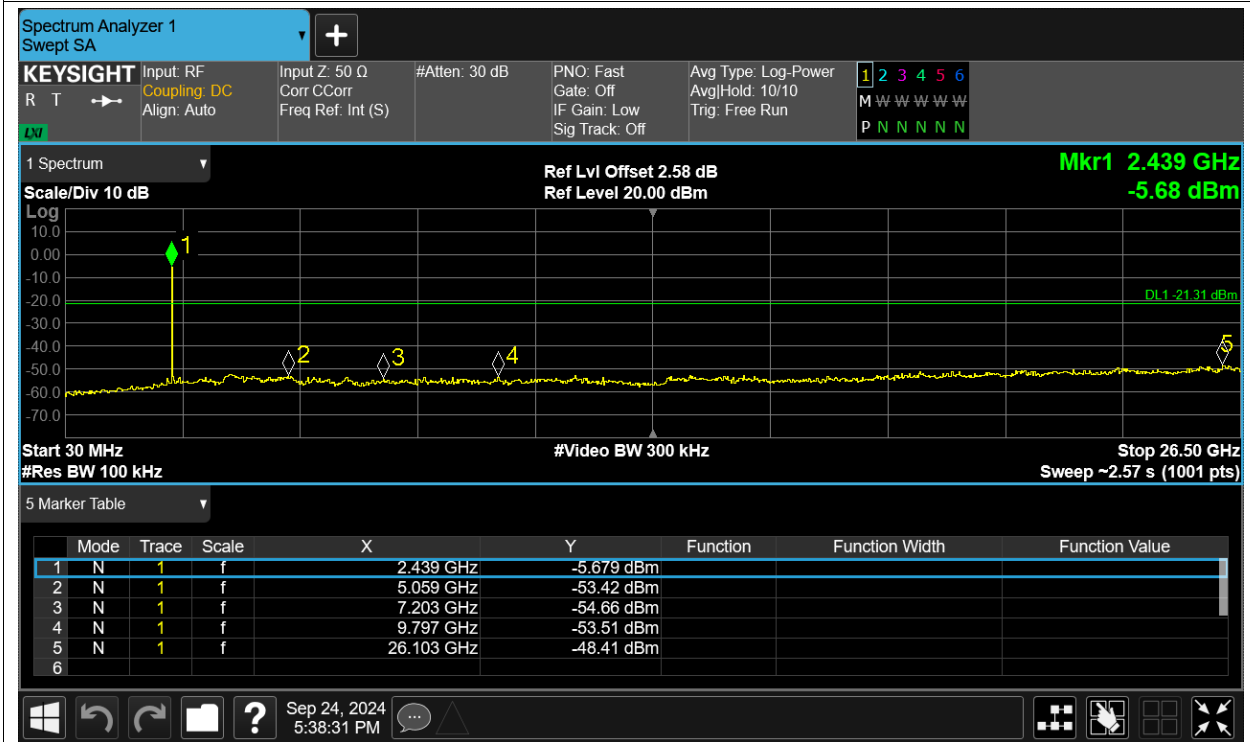 Spectrum Analyzer 1
Swept SA
+
KEYSIGHT
R T
LXI
Input: RF
Coupling: DC
Align: Auto
Input Z: 50 Ω
Corr CCorr
Freq Ref: Int (S)
#Atten: 30 dB
PNO: Fast
Gate: Off
IF Gain: Low
Sig Track: Off
Avg Type: Log-Power
Avg|Hold: 10/10
Trig: Free Run
1 2 3 4 5 6
M W W W W W
P N N N N N
1 Spectrum
Scale/Div 10 dB
Ref Lvl Offset 2.58 dB
Ref Level 20.00 dBm
Mkr1 2.439 GHz
-5.68 dBm
Log
10.0
0.00
-10.0
-20.0
-30.0
-40.0
-50.0
-60.0
-70.0
1
2
3
4
5
DL1 -21.31 dBm
Start 30 MHz
#Video BW 300 kHz
Stop 26.50 GHz
#Res BW 100 kHz
Sweep ~2.57 s (1001 pts)
5 Marker Table
Mode Trace Scale X Y Function Function Width Function Value
1 N 1 f 2.439 GHz -5.679 dBm
2 N 1 f 5.059 GHz -53.42 dBm
3 N 1 f 7.203 GHz -54.66 dBm
4 N 1 f 9.797 GHz -53.51 dBm
5 N 1 f 26.103 GHz -48.41 dBm
6
?
Sep 24, 2024
5:38:31 PM